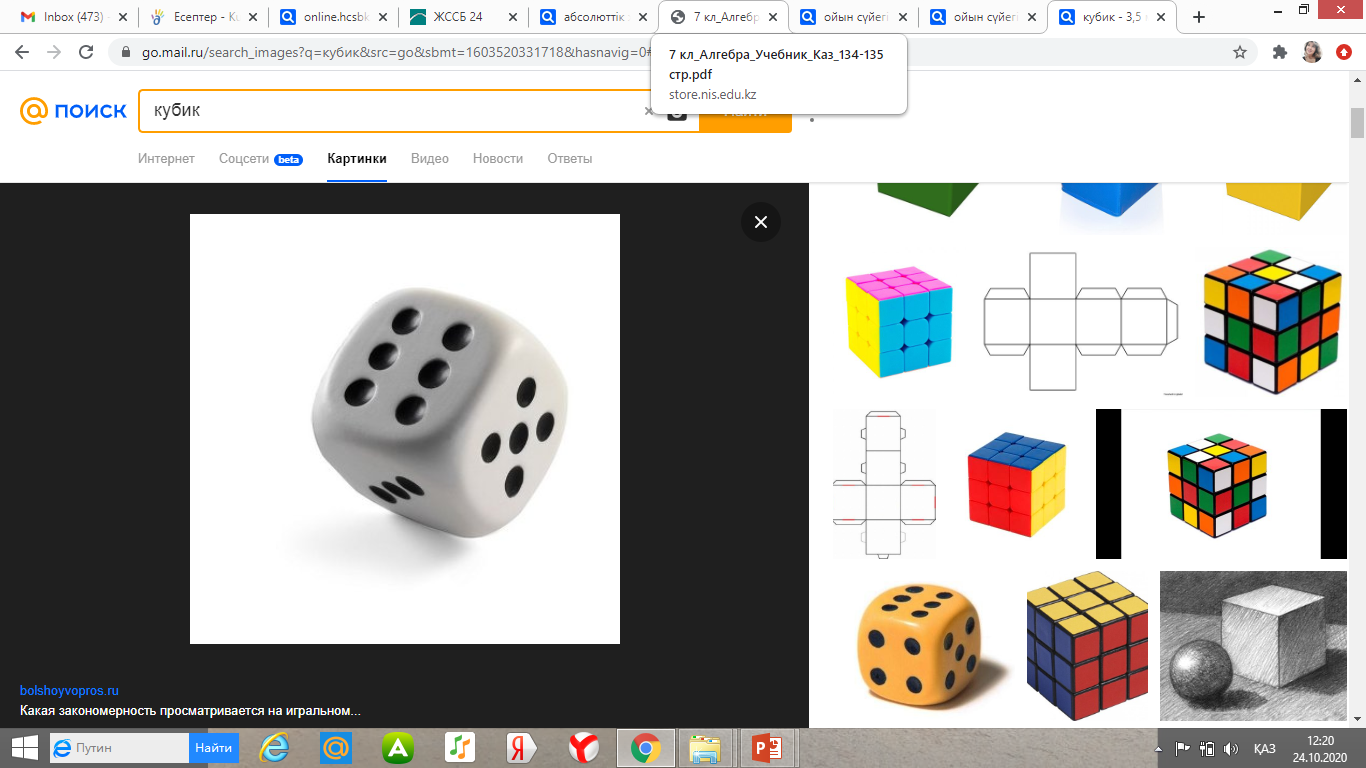 Inbox (473)
Есептер - Ku
online.hcsbk
ЖССБ 24
абсолюттік
7 кл_Алгебр
ойын сүйегі
ойын сүйегі
кубик - 3,5
go.mail.ru/search_images?q=кубик&src=go&sbmt=1603520331718&hasnavig=0#
7 кл_Алгебра_Учебник_Каз_134-135
стр.pdf
store.nis.edu.kz
ПОИСК
кубик
Найти
Интернет
Соцсети beta
Картинки
Видео
Новости
Ответы
bolshoyvopros.ru
Какая закономерность просматривается на игральном...
Путин
Найти
ҚАЗ
12:20
24.10.2020